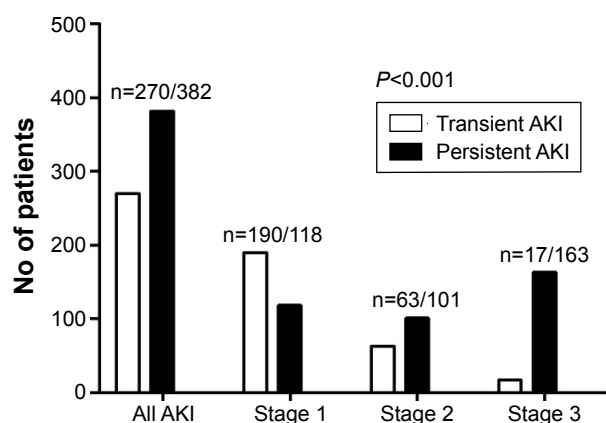 No of patients
500
400
300
200
100
0
n=270/382
n=190/118
n=63/101
n=17/163
P<0.001
Transient AKI
Persistent AKI
All AKI
Stage 1
Stage 2
Stage 3